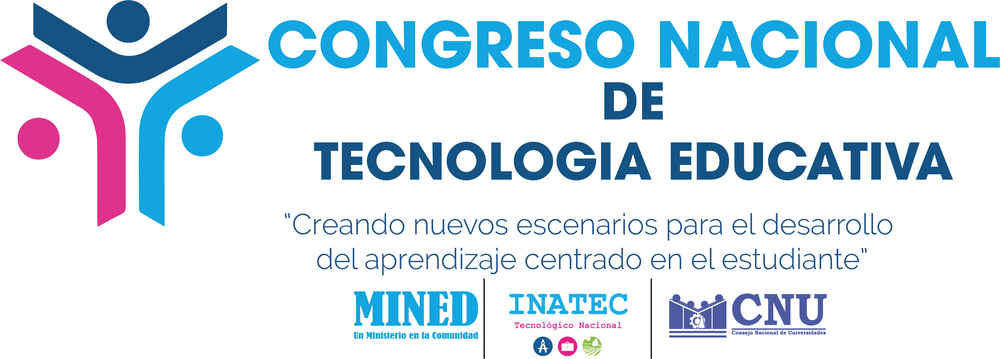 CONGRESO NACIONAL
DE
TECNOLOGIA EDUCATIVA
“Creando nuevos escenarios para el desarrollo
del aprendizaje centrado en el estudiante”
MINED
Un Ministerio en la Comunidad
INATEC
Tecnológico Nacional
CNU
Consejo Nacional de Universidades